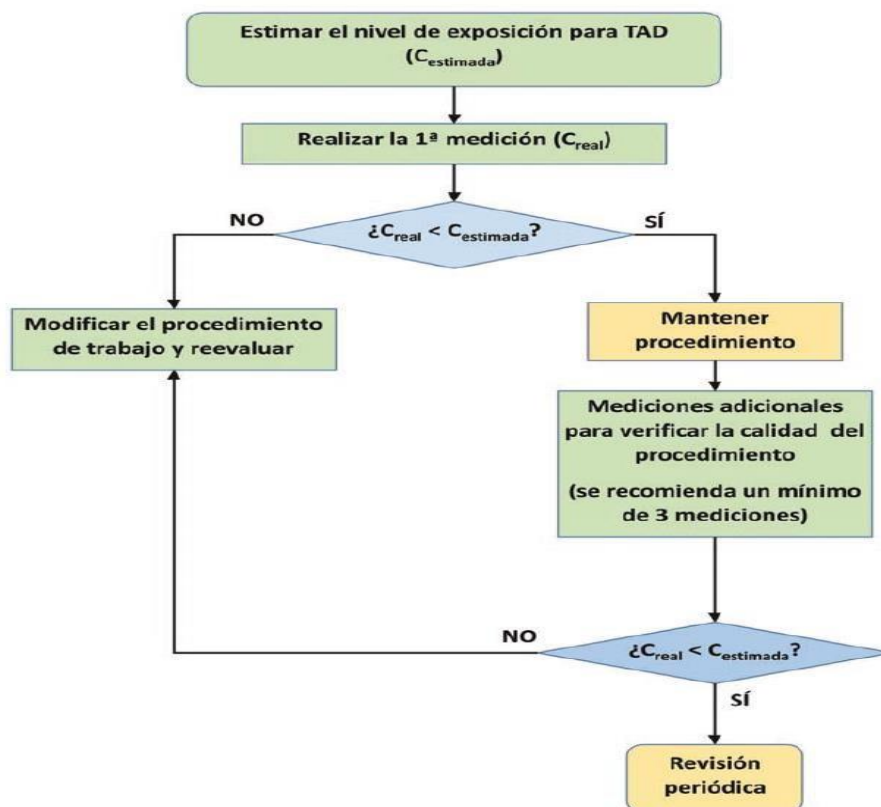 Estimar el nivel de exposición para TAD
(Cestimada)
Realizar la 1ª medición (Creal)
¿Creal < Cestimada?
NO
SÍ
Modificar el procedimiento
de trabajo y reevaluar
Mantener
procedimiento
Mediciones adicionales
para verificar la calidad del
procedimiento
(se recomienda un mínimo
de 3 mediciones)
NO
¿Creal < Cestimada?
SÍ
Revisión
periódica